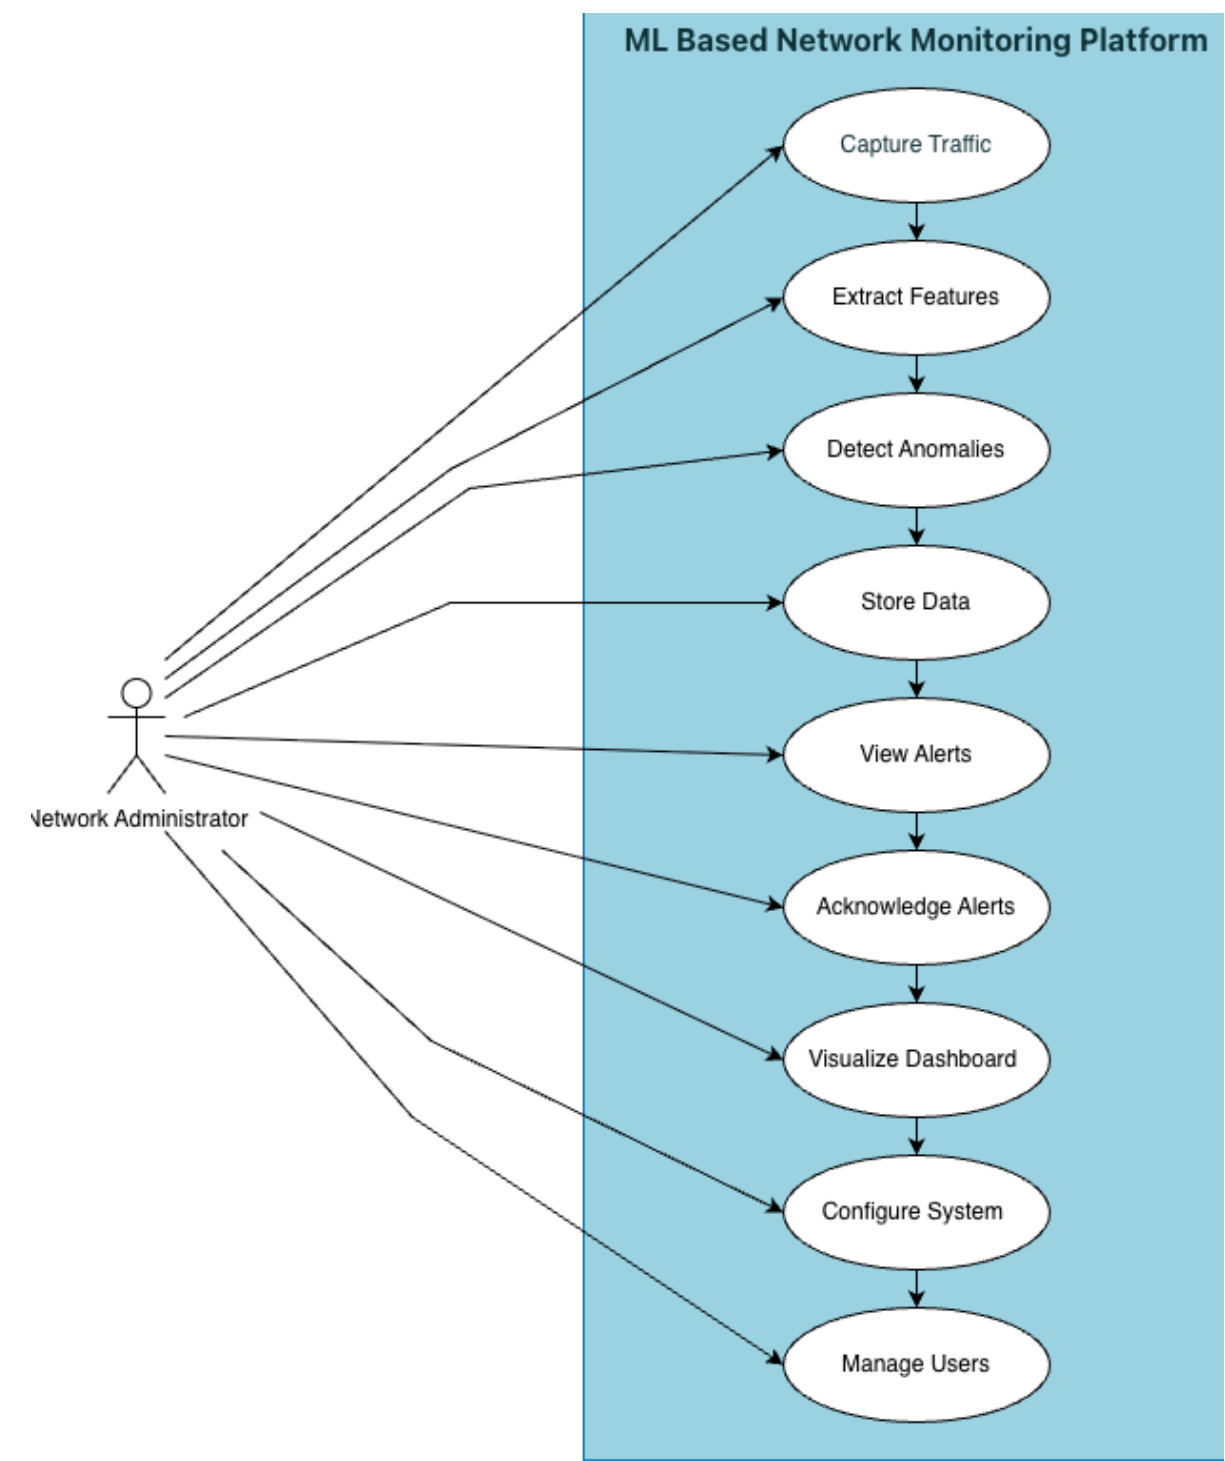 ML Based Network Monitoring Platform
Capture Traffic
Extract Features
Detect Anomalies
Store Data
View Alerts
Network Administrator
Acknowledge Alerts
Visualize Dashboard
Configure System
Manage Users